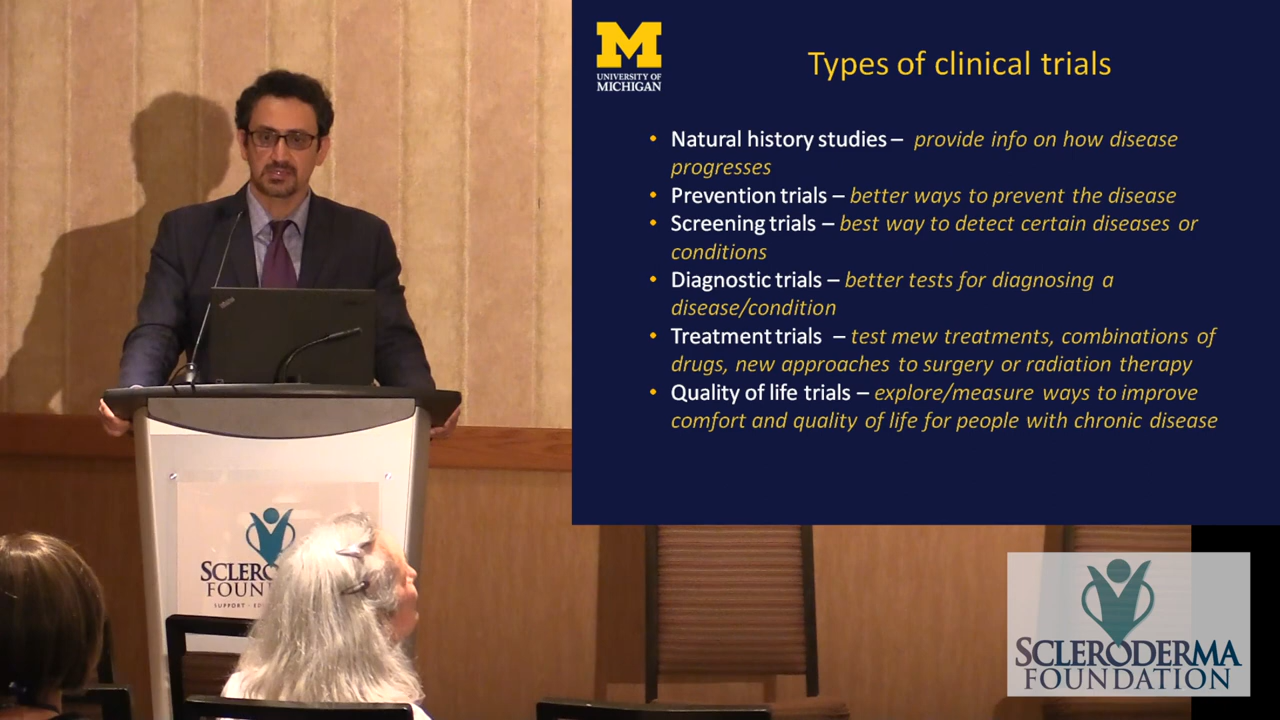 UNIVERSITY OF
MICHIGAN
Types of clinical trials
• Natural history studies – provide info on how disease
progresses
• Prevention trials – better ways to prevent the disease
• Screening trials – best way to detect certain diseases or
conditions
• Diagnostic trials – better tests for diagnosing a
disease/condition
• Treatment trials – test mew treatments, combinations of
drugs, new approaches to surgery or radiation therapy
• Quality of life trials – explore/measure ways to improve
comfort and quality of life for people with chronic disease
SUPPORT
SCLERODERMA
FOUNDATION